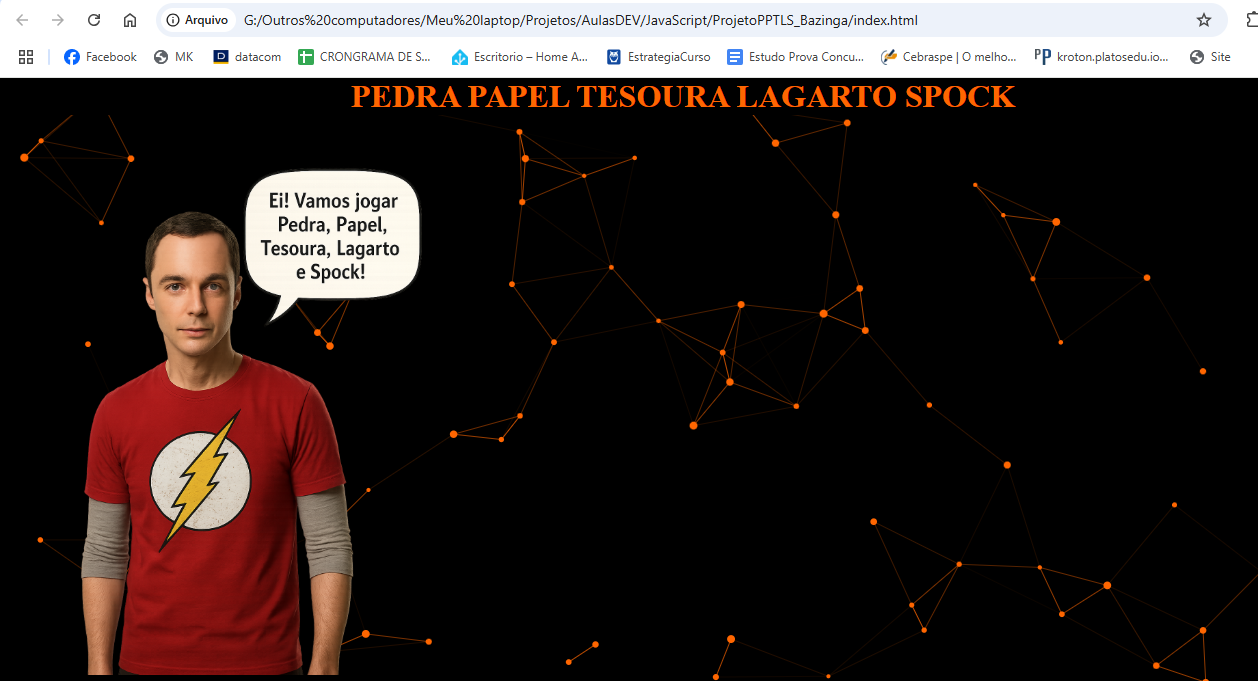 Arquivo G:/Outros%20computadores/Meu%20laptop/Projetos/AulasDEV//JavaScript/ProjetoPPTLS_Bazinga/index.html
Facebook MK datacom CRONGRAMA DE S... Escritorio – Home A... EstrategiaCurso Estudo Prova Concu... Cebraspe | O melho... kroton.platosedu.io... Site
PEDRA PAPEL TESOURA LAGARTO SPOCK
Ei! Vamos jogar
Pedra, Papel,
Tesoura, Lagarto
e Spock!